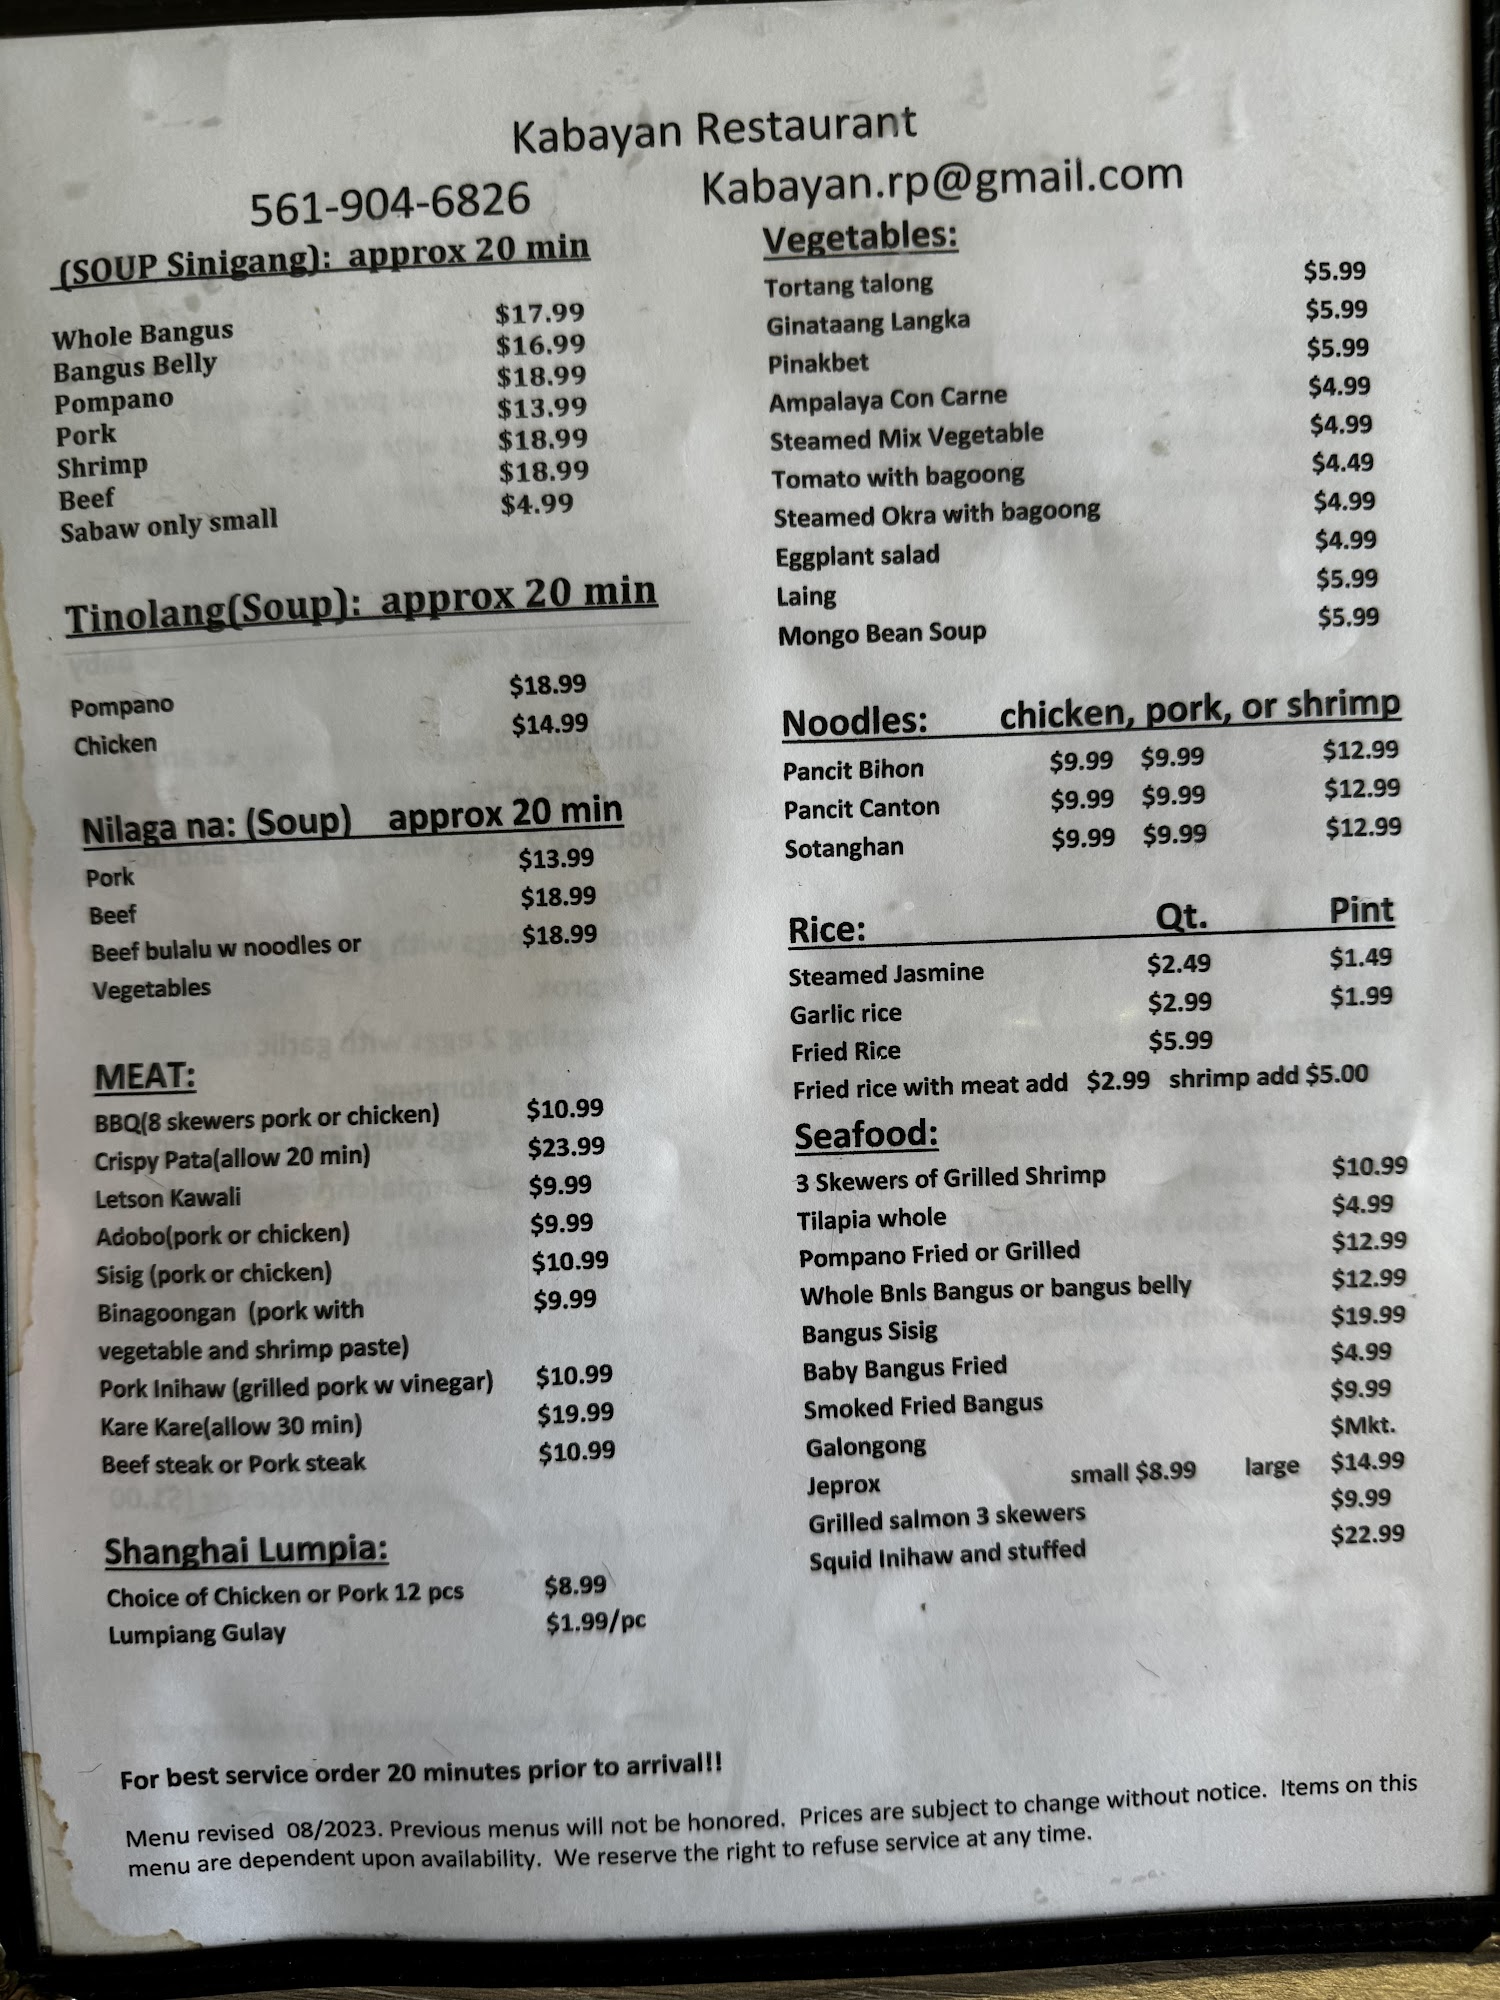 Kabayan Restaurant
561-904-6826 Kabayan.rp@gmail.com
(SOUP Sinigang): approx 20 min
Whole Bangus $17.99
Bangus Belly $16.99
Pompano $18.99
Pork $13.99
Shrimp $18.99
Beef $18.99
Sabaw only small $4.99
Tinolang(Soup): approx 20 min
Pompano $18.99
Chicken $14.99
Nilaga na: (Soup) approx 20 min
Pork $13.99
Beef $18.99
Beef bulalu w noodles or $18.99
Vegetables
MEAT:
BBQ(8 skewers pork or chicken) $10.99
Crispy Pata(allow 20 min) $23.99
Letson Kawali $9.99
Adobo(pork or chicken) $9.99
Sisig (pork or chicken) $10.99
Binagoongan (pork with $9.99
vegetable and shrimp paste)
Pork Inihaw (grilled pork w vinegar) $10.99
Kare Kare(allow 30 min) $19.99
Beef steak or Pork steak $10.99
Shanghai Lumpia:
Choice of Chicken or Pork 12 pcs $8.99
Lumpiang Gulay $1.99/pc
Vegetables:
Tortang talong $5.99
Ginataang Langka $5.99
Pinakbet $5.99
Ampalaya Con Carne $4.99
Steamed Mix Vegetable $4.99
Tomato with bagoong $4.49
Steamed Okra with bagoong $4.99
Eggplant salad $4.99
Laing $5.99
Mongo Bean Soup $5.99
Noodles: chicken, pork, or shrimp
Pancit Bihon $9.99 $9.99 $12.99
Pancit Canton $9.99 $9.99 $12.99
Sotanghan $9.99 $9.99 $12.99
Rice: Qt. Pint
Steamed Jasmine $2.49 $1.49
Garlic rice $2.99 $1.99
Fried Rice $5.99
Fried rice with meat add $2.99 shrimp add $5.00
Seafood:
3 Skewers of Grilled Shrimp $10.99
Tilapia whole $4.99
Pompano Fried or Grilled $12.99
Whole Bnls Bangus or bangus belly $12.99
Bangus Sisig $19.99
Baby Bangus Fried $4.99
Smoked Fried Bangus $9.99
Galongong $Mkt.
Jeprox small $8.99 large $14.99
Grilled salmon 3 skewers $9.99
Squid Inihaw and stuffed $22.99
For best service order 20 minutes prior to arrival!!
Menu revised 08/2023. Previous menus will not be honored. Prices are subject to change without notice. Items on this
menu are dependent upon availability. We reserve the right to refuse service at any time.